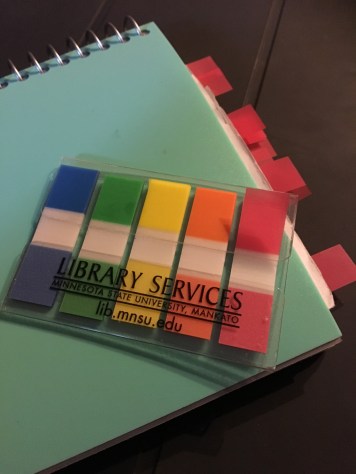 LIBRARY SERVICES
MINNESOTA STATE UNIVERSITY, MANKATO
lib.mnsu.edu